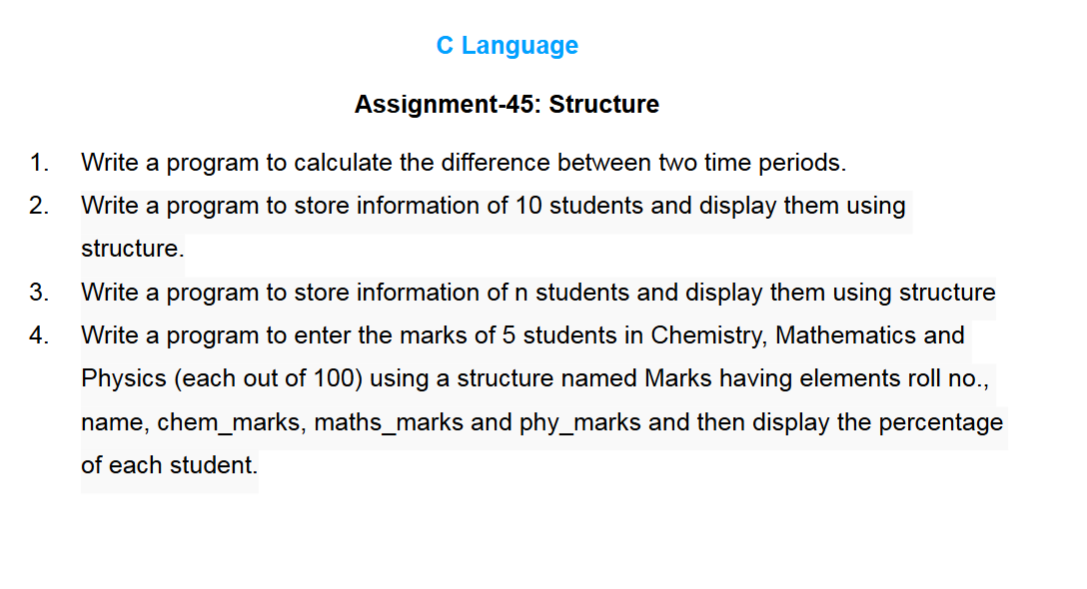 C Language
Assignment-45: Structure
1. Write a program to calculate the difference between two time periods.
2. Write a program to store information of 10 students and display them using
structure.
3. Write a program to store information of n students and display them using structure
4. Write a program to enter the marks of 5 students in Chemistry, Mathematics and
Physics (each out of 100) using a structure named Marks having elements roll no.,
name, chem_marks, maths_marks and phy_marks and then display the percentage
of each student.